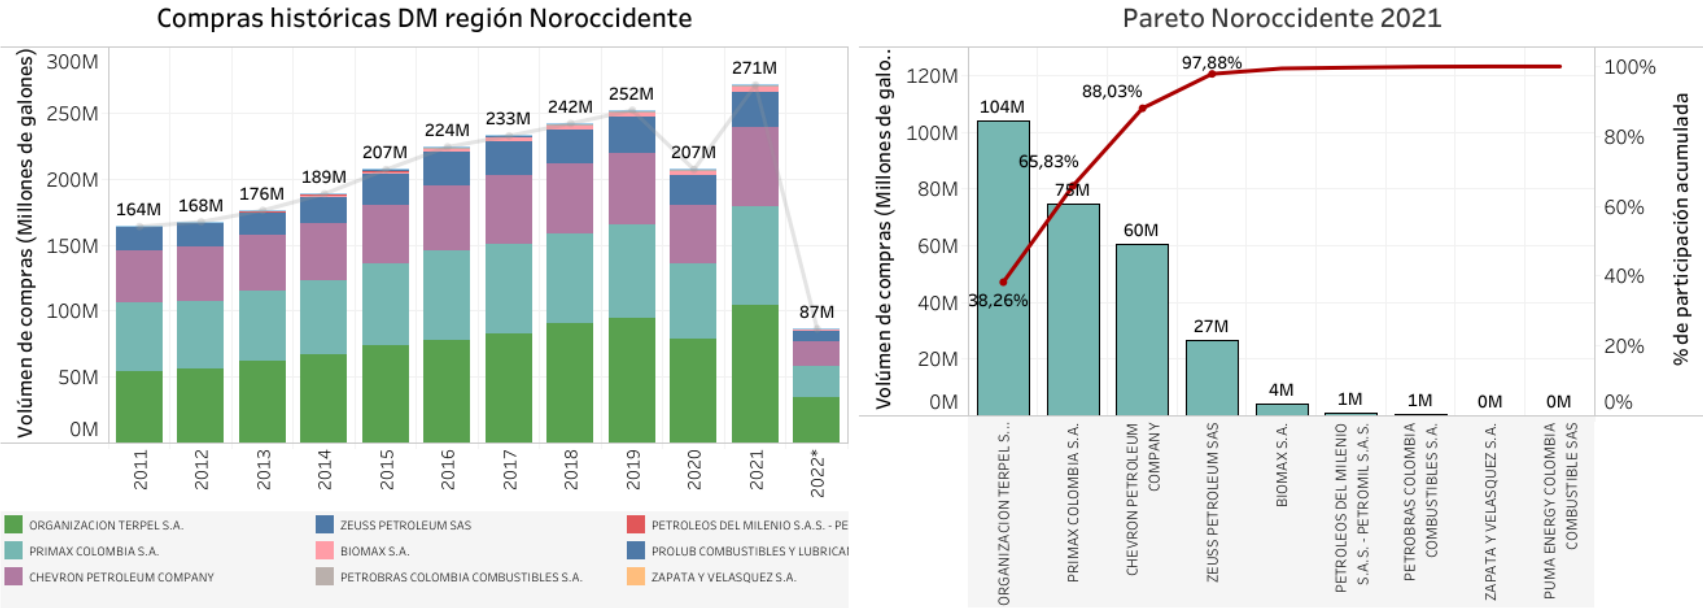 Compras históricas DM región Noroccidente
Volúmen de compras (Millones de galones)
300M
250M
200M
150M
100M
50M
0M
164M
168M
176M
189M
207M
224M
233M
242M
252M
207M
271M
87M
2011
2012
2013
2014
2015
2016
2017
2018
2019
2020
2021
2022*
ORGANIZACION TERPEL S.A.
ZEUSS PETROLEUM SAS
PETROLEOS DEL MILENIO S.A.S. - PE
PRIMAX COLOMBIA S.A.
BIOMAX S.A.
PROLUB COMBUSTIBLES Y LUBRICAI
CHEVRON PETROLEUM COMPANY
PETROBRAS COLOMBIA COMBUSTIBLES S.A.
ZAPATA Y VELASQUEZ S.A.
Pareto Noroccidente 2021
Volúmen de compras (Millones de galo..
120M
100M
80M
60M
40M
20M
0M
104M
75M
60M
27M
4M
1M
1M
0M
0M
38,26%
65,83%
88,03%
97,88%
100%
80%
60%
40%
20%
0%
% de participación acumulada
ORGANIZACION TERPEL S...
PRIMAX COLOMBIA S.A.
CHEVRON PETROLEUM
COMPANY
ZEUSS PETROLEUM SAS
BIOMAX S.A.
PETROLEOS DEL MILENIO
S.A.S. - PETROMIL S.A.S.
PETROBRAS COLOMBIA
COMBUSTIBLES S.A.
ZAPATA Y VELASQUEZ S.A.
PUMA ENERGY COLOMBIA
COMBUSTIBLE SAS